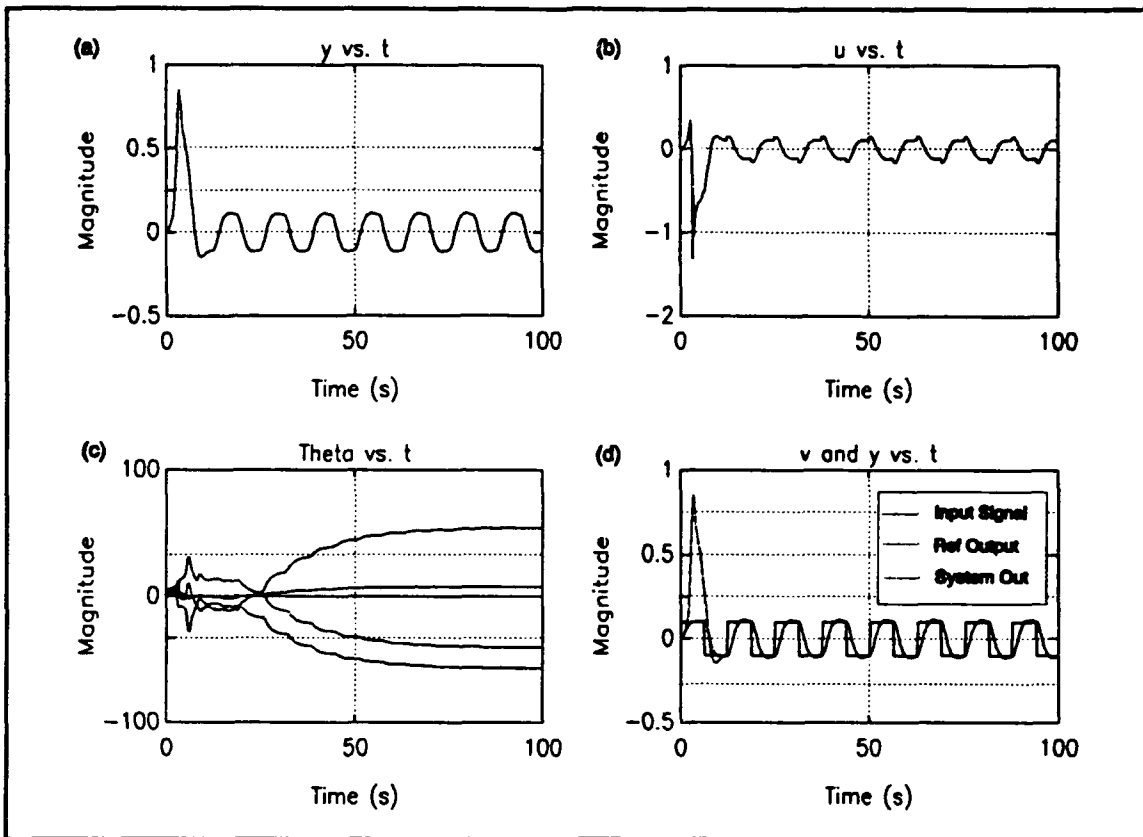 (a)
y vs. t
1
0.5
0
-0.5
Magnitude
0
50
100
Time (s)
(b)
u vs. t
1
0
-1
-2
Magnitude
0
50
100
Time (s)
(c)
Theta vs. t
100
0
-100
Magnitude
0
50
100
Time (s)
(d)
v and y vs. t
1
0.5
0
-0.5
Magnitude
Input Signal
Ref Output
System Out
0
50
100
Time (s)